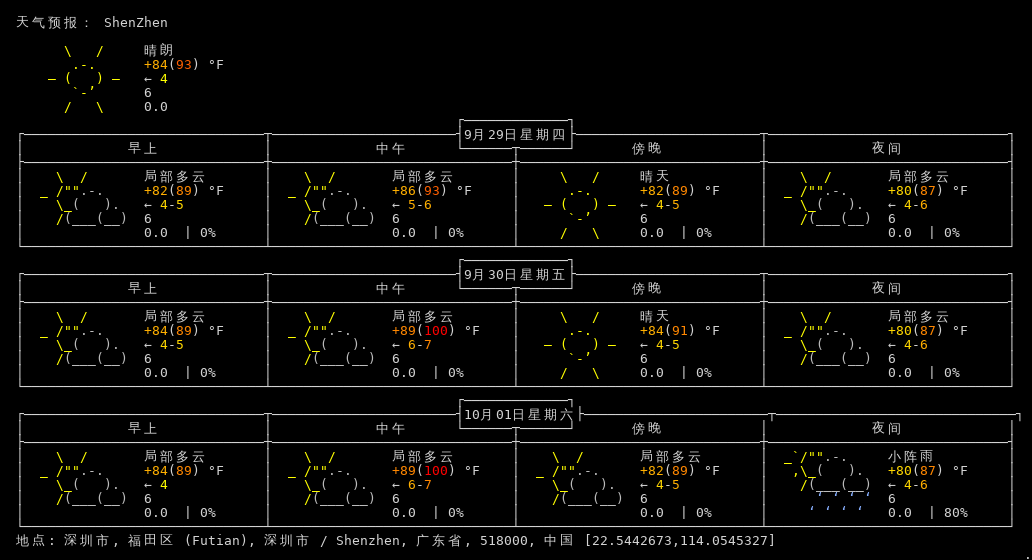 天气预报： ShenZhen
晴朗
+84(93) °F
← 4
6
0.0
9月29日星期四
早上 中午 傍晚 夜间
局部多云 局部多云 晴天 局部多云
+82(89) °F +86(93) °F +82(89) °F +80(87) °F
← 4-5 ← 5-6 ← 4-5 ← 4-6
6 6 6 6
0.0 | 0% 0.0 | 0% 0.0 | 0% 0.0 | 0%
9月30日星期五
早上 中午 傍晚 夜间
局部多云 局部多云 晴天 局部多云
+84(89) °F +89(100) °F +84(91) °F +80(87) °F
← 4-5 ← 6-7 ← 4-5 ← 4-6
6 6 6 6
0.0 | 0% 0.0 | 0% 0.0 | 0% 0.0 | 0%
10月01日星期六
早上 中午 傍晚 夜间
局部多云 局部多云 局部多云 小阵雨
+84(89) °F +89(100) °F +82(89) °F +80(87) °F
← 4 ← 6-7 ← 4-5 ← 4-6
6 6 6 6
0.0 | 0% 0.0 | 0% 0.0 | 0% 0.0 | 80%
地点: 深圳市, 福田区 (Futian), 深圳市 / Shenzhen, 广东省, 518000, 中国 [22.5442673,114.0545327]